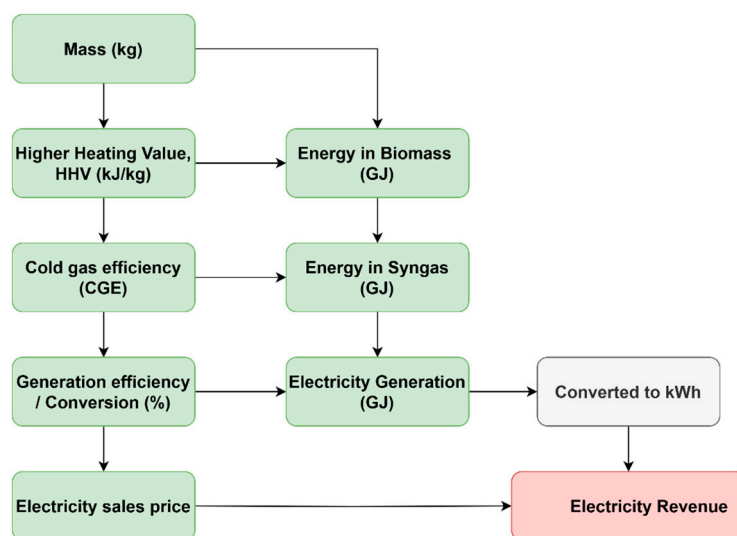 Mass (kg)
Higher Heating Value,
HHV (kJ/kg)
Energy in Biomass
(GJ)
Cold gas efficiency
(CGE)
Energy in Syngas
(GJ)
Generation efficiency
/ Conversion (%)
Electricity Generation
(GJ)
Converted to kWh
Electricity sales price
Electricity Revenue